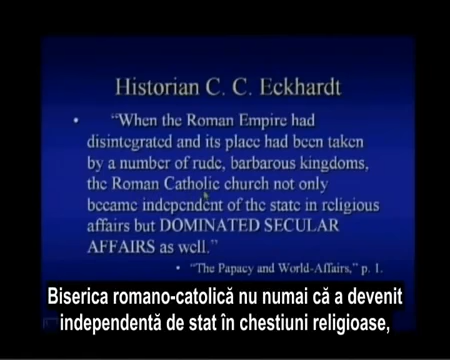 Historian C. C. Eckhardt
• "When the Roman Empire had
disintegrated and its place had been taken
by a number of rude, barbarous kingdoms,
the Roman Catholic church not only
became independent of the state in religious
affairs but DOMINATED SECULAR
AFFAIRS as well."
• "The Papacy and World-Affairs," p. 1.
Biserica romano-catolică nu numai că a devenit
independentă de stat în chestiuni religioase,